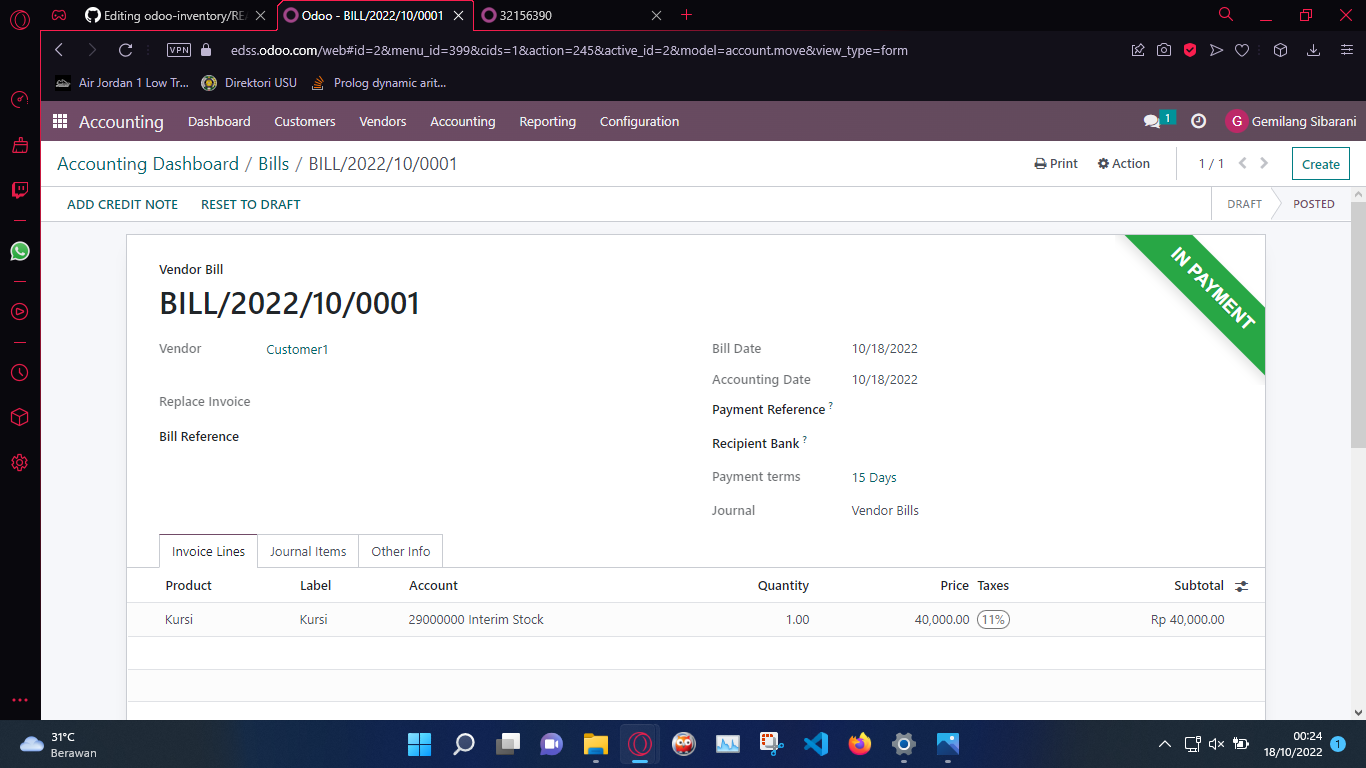 Editing odoo-inventory/RE
Odoo - BILL/2022/10/0001
32156390
VPN
edss.odoo.com/web#id=2&menu_id=399&cids=1&action=245&active_id=2&model=account.move&view_type=form
Air Jordan 1 Low Tr...
Direktori USU
Prolog dynamic arit...
Accounting
Dashboard
Customers
Vendors
Accounting
Reporting
Configuration
1
G
Gemilang Sibarani
Accounting Dashboard / Bills / BILL/2022/10/0001
Print
Action
1 / 1
Create
ADD CREDIT NOTE
RESET TO DRAFT
DRAFT
POSTED
IN PAYMENT
Vendor Bill
BILL/2022/10/0001
Vendor
Customer1
Replace Invoice
Bill Reference
Bill Date
10/18/2022
Accounting Date
10/18/2022
Payment Reference ?
Recipient Bank ?
Payment terms
15 Days
Journal
Vendor Bills
Invoice Lines
Journal Items
Other Info
Product Label Account Quantity Price Taxes Subtotal
Kursi Kursi 29000000 Interim Stock 1.00 40,000.00 11% Rp 40,000.00
31°C
Berawan
00:24
18/10/2022
1